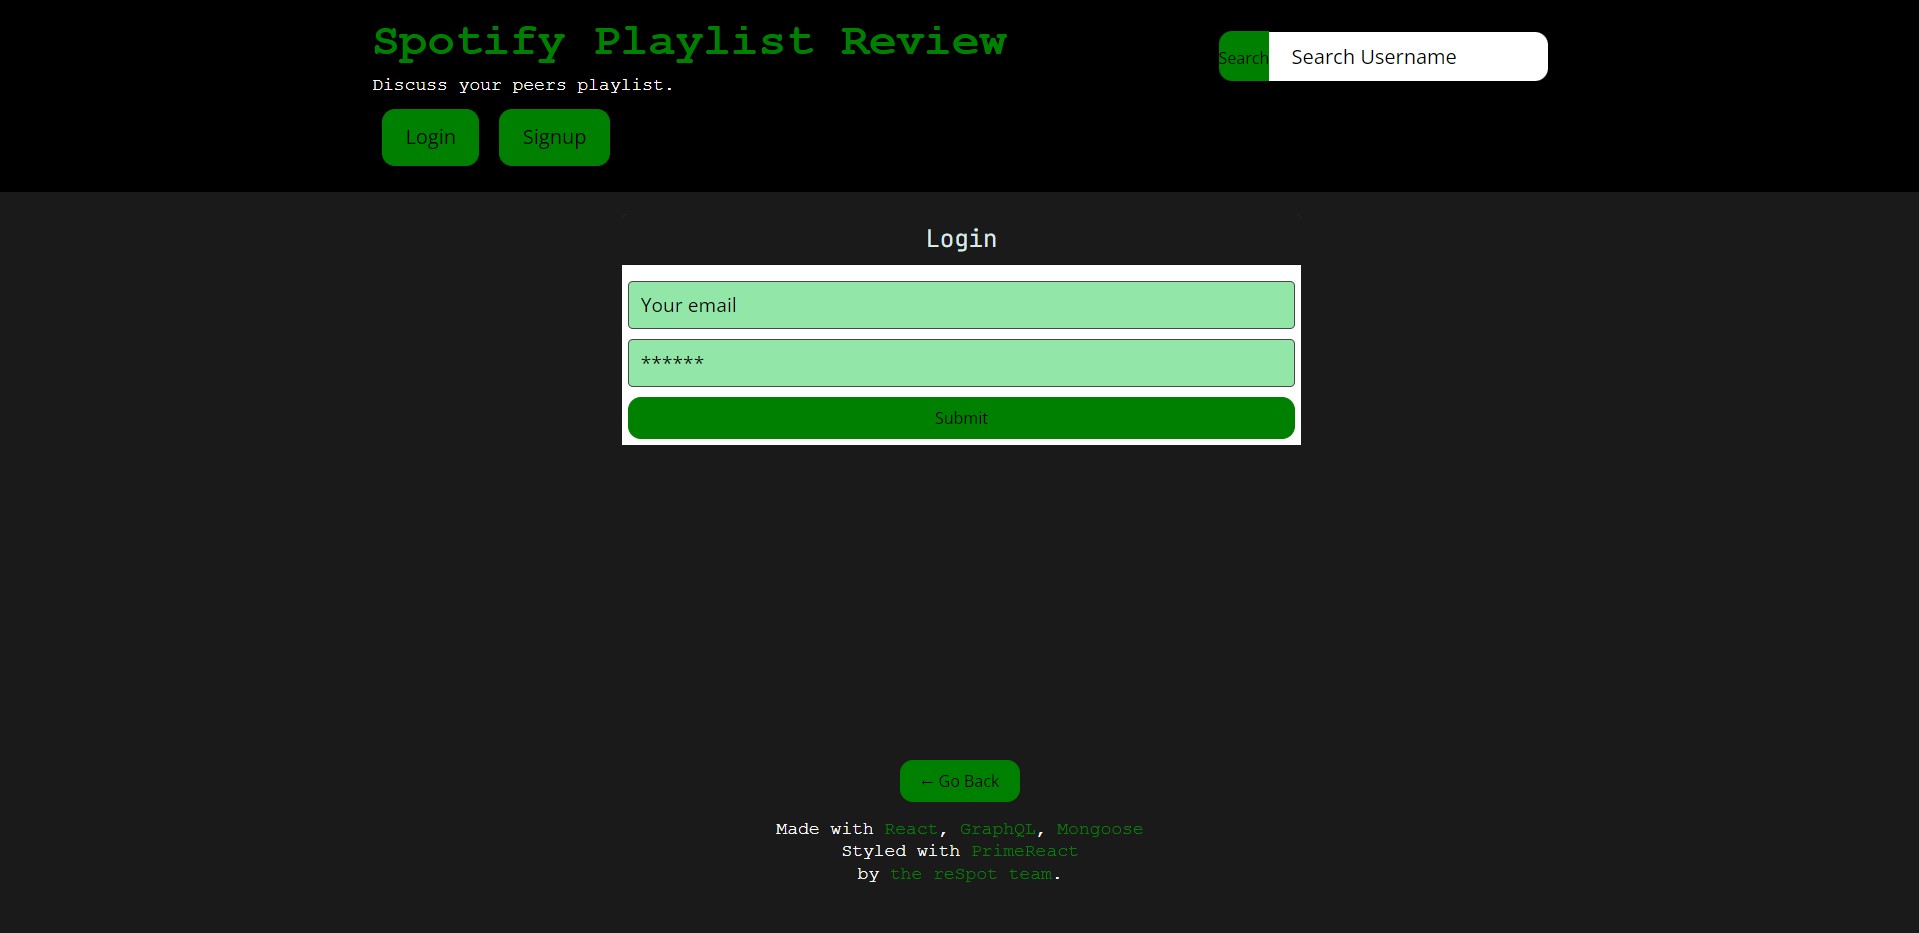 Spotify Playlist Review
Discuss your peers playlist.
Search
Search Username
Login
Signup
Login
Your email
******
Submit
← Go Back
Made with React, GraphQL, Mongoose
Styled with PrimeReact
by the reSpot team.